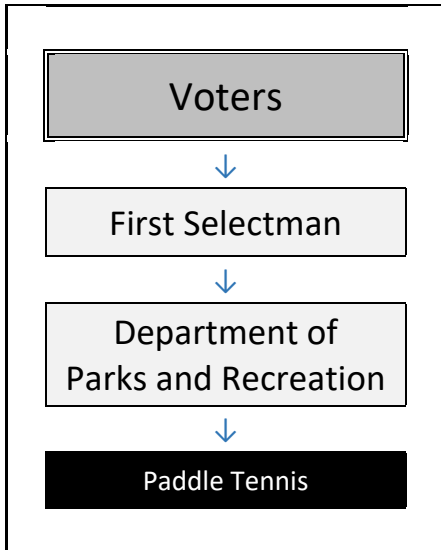 Voters
↓
First Selectman
↓
Department of
Parks and Recreation
↓
Paddle Tennis